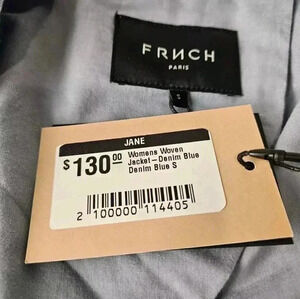 FRNCH
PARIS
S
JANE
$130 00
Womens Woven
Jacket-Denim Blue
Denim Blue S
2 100000 114405